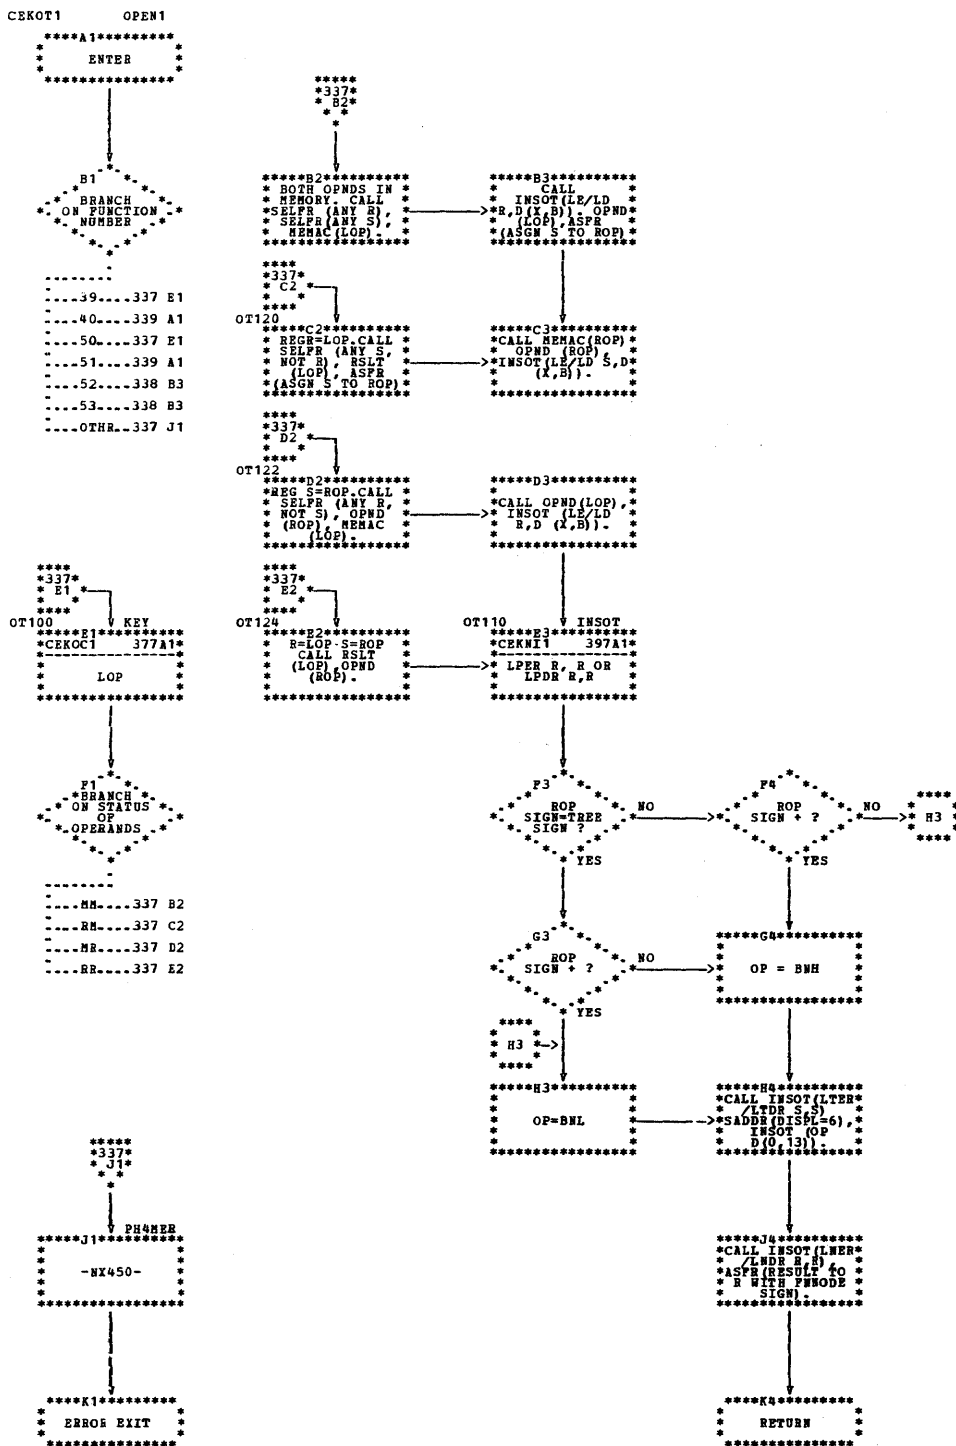 CEKOT1 OPEN1
****A1*********
ENTER
*****
*337*
* B2*
B1
BRANCH
ON FUNCTION
NUMBER
*****B2**********
BOTH OPNDS IN
MEMORY. CALL
SELFR (ANY R),
SELFR(ANY S),
MEMAC(LOP).
*****B3**********
CALL
INSOT(LE/LD
R,D(X,B)). OPND
(LOP),ASFR
(ASGN S TO ROP)
....39....337 E1
....40....339 A1
....50....337 E1
....51....339 A1
....52....338 B3
....53....338 B3
....OTHR..337 J1
****
*337*
* C2 *
****
OT120
*****C2**********
REGR=LOP.CALL
SELFR (ANY S,
NOT R), RSLT
(LOP), ASFR
(ASGN S TO ROP)
*****C3**********
CALL MEMAC(ROP)
OPND (ROP),
INSOT(LE/LD S,D
(X,B)).
****
*337*
* D2 *
****
OT122
*****D2**********
REG S=ROP.CALL
SELFR (ANY R,
NOT S), OPND
(ROP), MEMAC
(LOP).
*****D3**********
CALL OPND(LOP),
INSOT (LE/LD
R,D (X,B)).
****
*337*
* E1 *
****
OT100 KEY
*****E1**********
*CEKOC1 377A1*
LOP
****
*337*
* E2 *
****
OT124
*****E2**********
R=LOP S=ROP
CALL RSLT
(LOP),OPND
(ROP).
OT110 INSOT
*****E3**********
*CEKNI1 397A1*
LPER R, R OR
LPDR R,R
F1
BRANCH
ON STATUS
OF
OPERANDS
F3
ROP
SIGN=TREE
SIGN ?
NO
YES
F4
ROP
SIGN + ?
NO
YES
****
* H3 *
****
....MM....337 B2
....RM....337 C2
....MR....337 D2
....RR....337 E2
G3
ROP
SIGN + ?
NO
YES
*****G4**********
OP = BNH
****
* H3 *
****
*****H3**********
OP=BNL
*****H4**********
CALL INSOT(LTER
/LTDR S,S)
SADDR(DISPL=6),
INSOT (OP
D(0,13)).
*****
*337*
* J1*
PH4MER
*****J1**********
-NX450-
*****J4**********
CALL INSOT(LNER
/LNDR R,R),
ASFR(RESULT TO
R WITH PNNODE
SIGN).
****K1*********
ERROR EXIT
****K4*********
RETURN